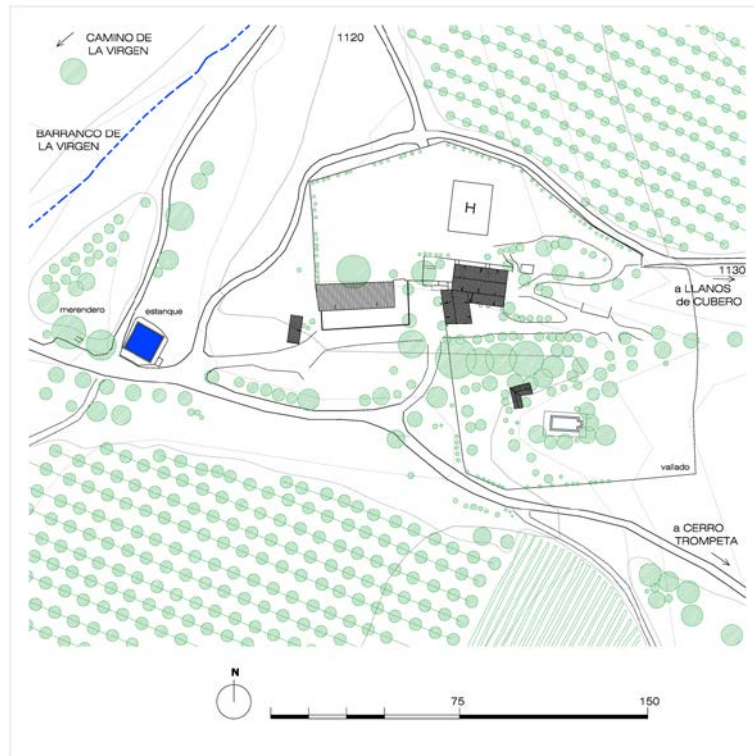 CAMINO DE
LA VIRGEN
1120
BARRANCO DE
LA VIRGEN
H
1130
a LLANOS
de CUBERO
merendero
estanque
vallado
a CERRO
TROMPETA
N
75
150